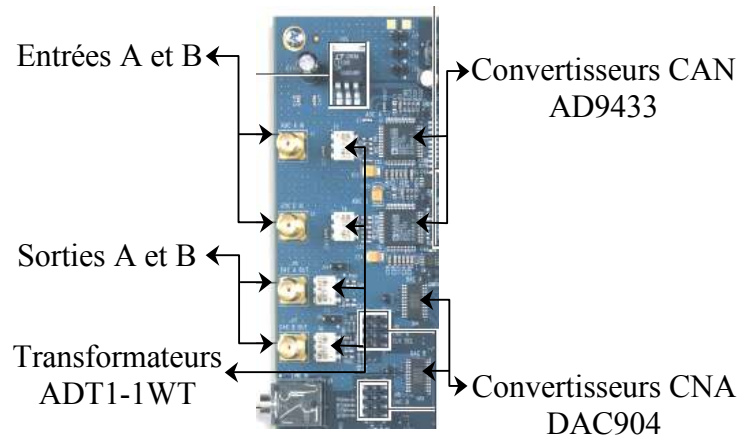 Entrées A et B
Convertisseurs CAN
AD9433
Sorties A et B
Transformateurs
ADT1-1WT
Convertisseurs CNA
DAC904